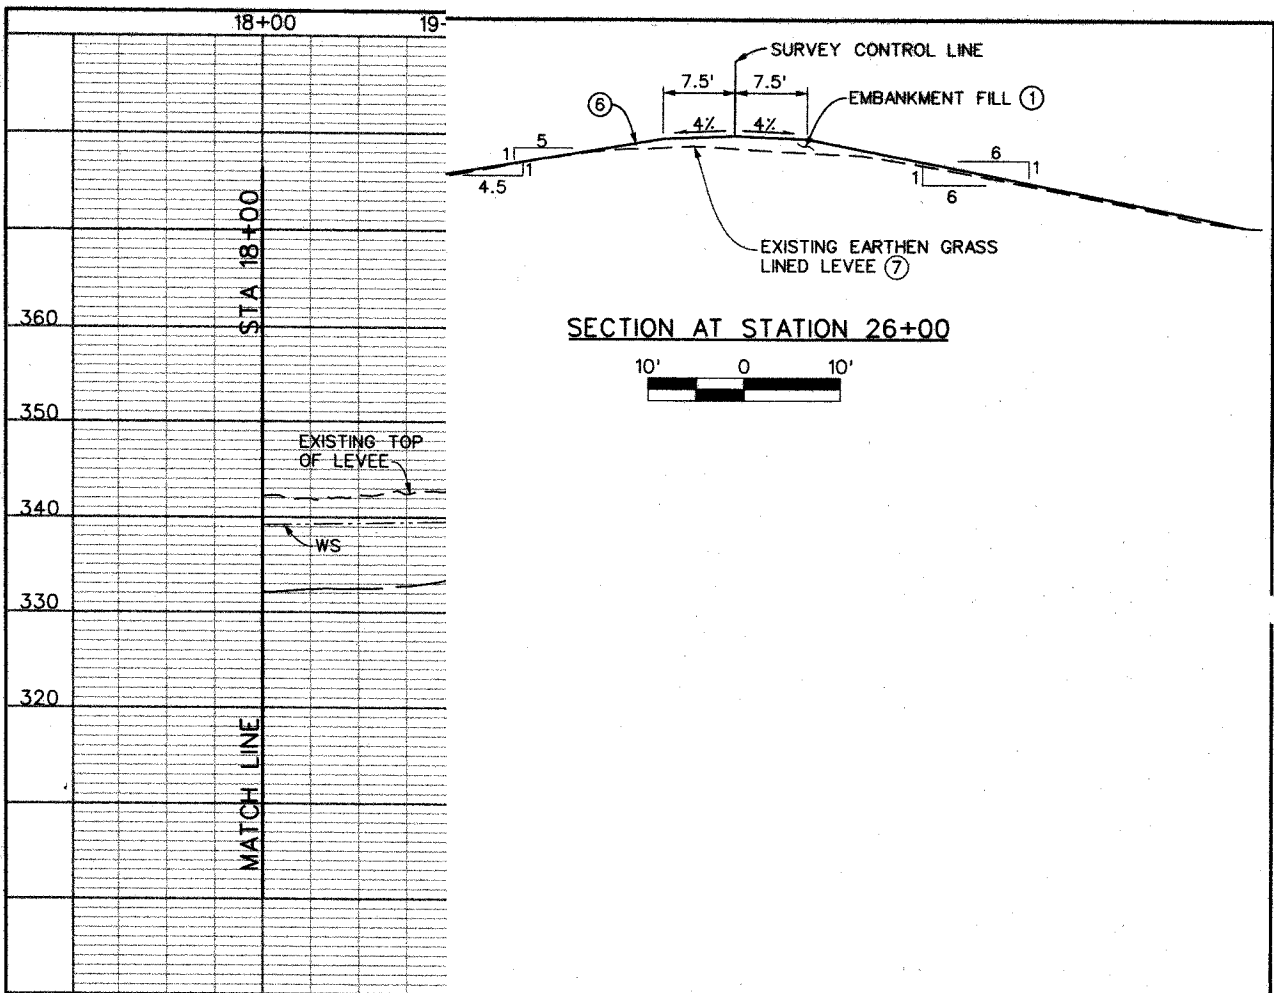 18+00 19-
SURVEY CONTROL LINE
7.5' 7.5'
EMBANKMENT FILL 1
6
4% 4%
1 5
1
4.5
6
1
1
6
EXISTING EARTHEN GRASS
LINED LEVEE 7
SECTION AT STATION 26+00
10' 0 10'
STA 18+00
360
350
EXISTING TOP
OF LEVEE
340
WS
330
320
MATCH LINE